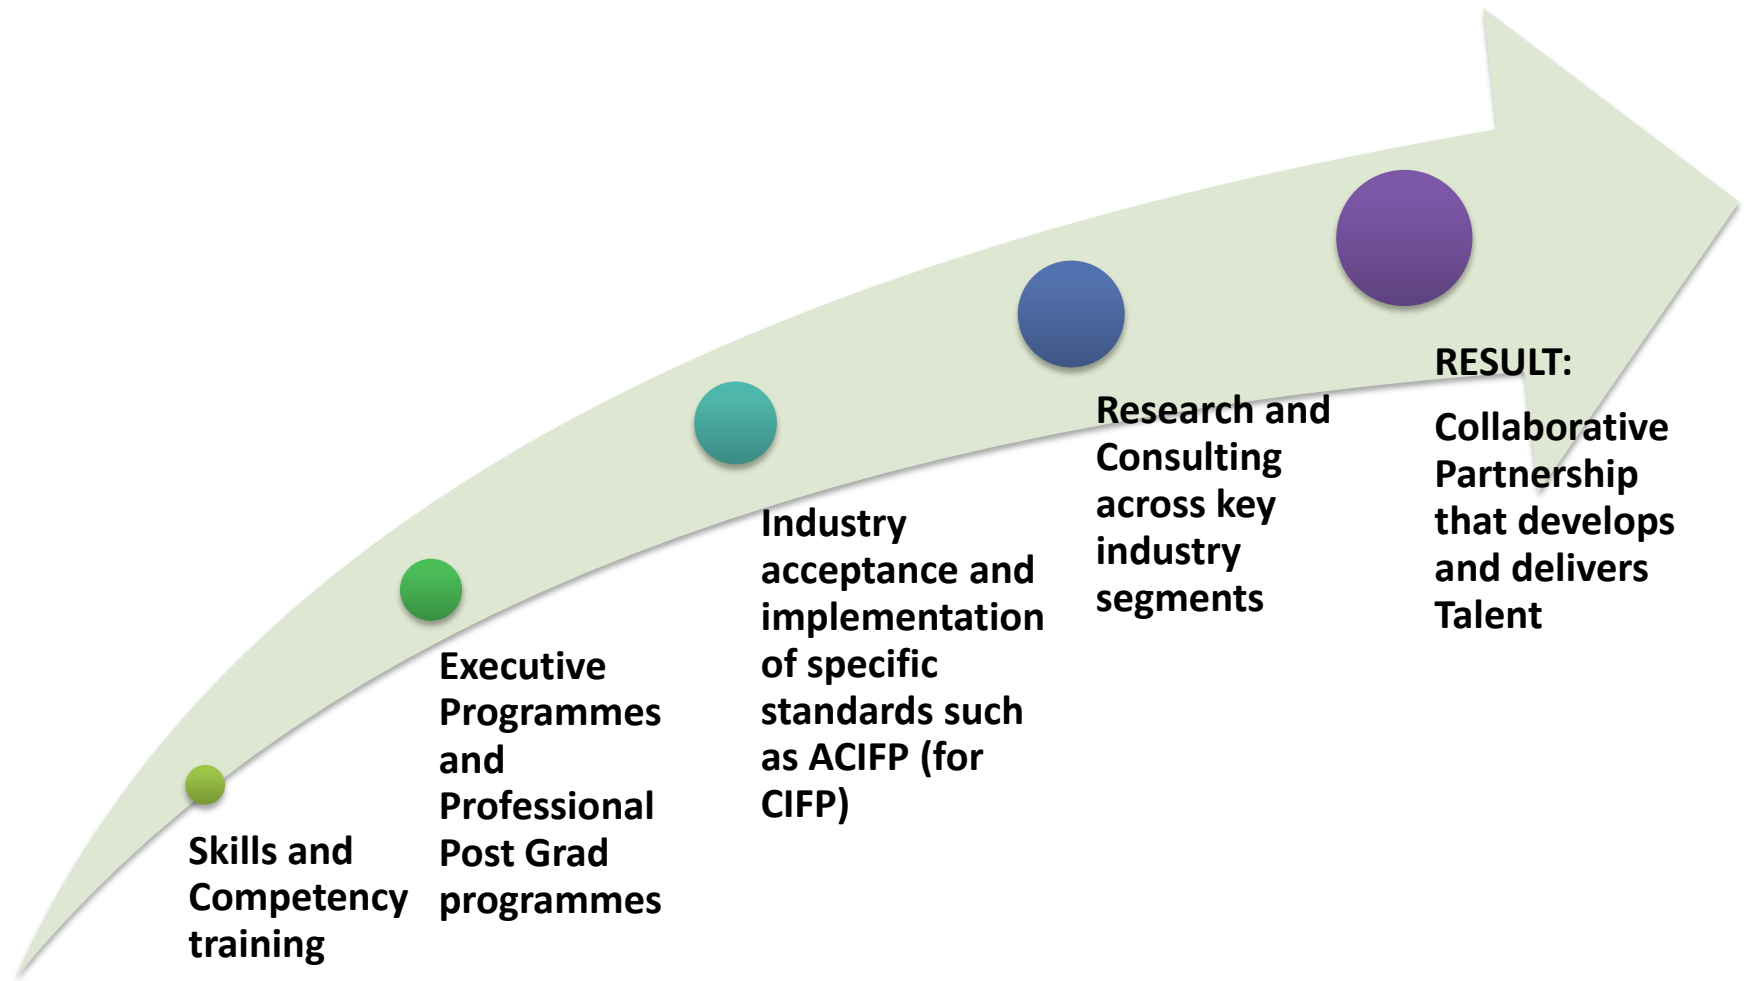 Skills and
Competency
training
Executive
Programmes
and
Professional
Post Grad
programmes
Industry
acceptance and
implementation
of specific
standards such
as ACIFP (for
CIFP)
Research and
Consulting
across key
industry
segments
RESULT:
Collaborative
Partnership
that develops
and delivers
Talent